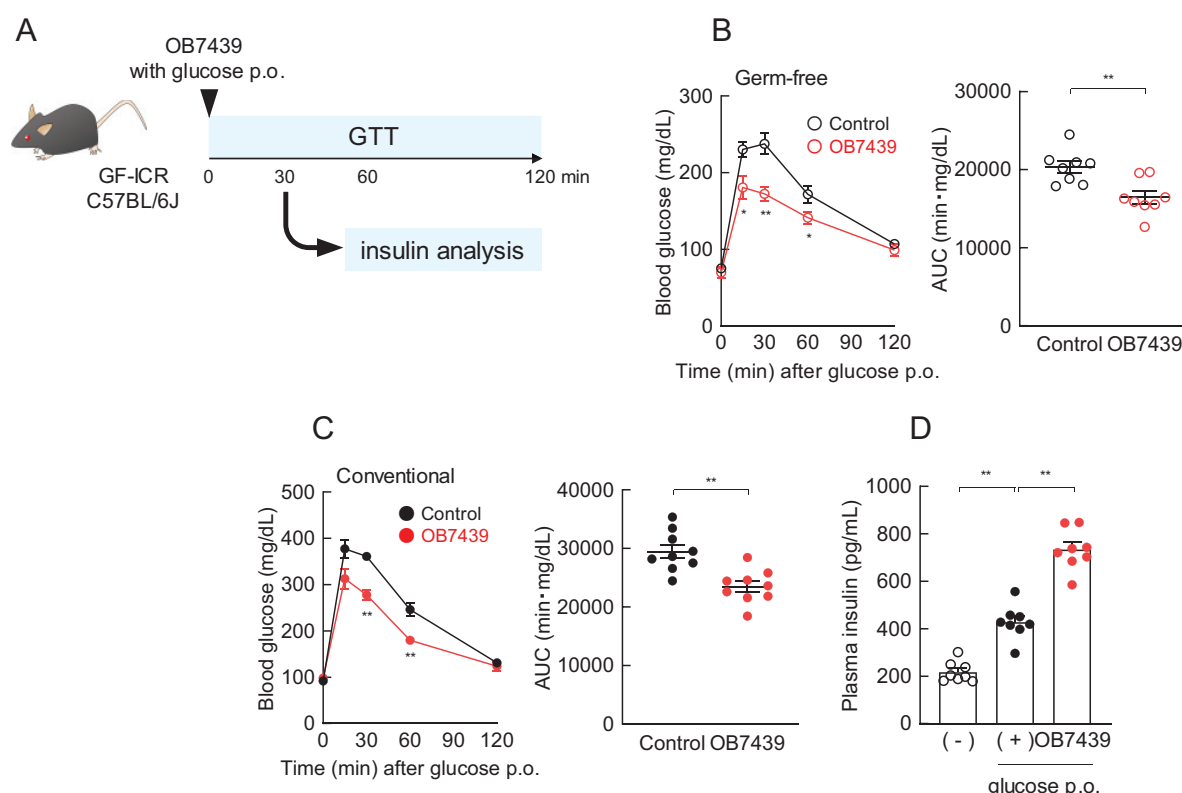 A
OB7439
with glucose p.o.
GTT
GF-ICR
C57BL/6J
0 30 60 120 min
insulin analysis
B
Germ-free
Control
OB7439
Blood glucose (mg/dL)
300
200
100
0
* ** *
0 30 60 90 120
Time (min) after glucose p.o.
**
AUC (min・mg/dL)
30000
20000
10000
0
Control OB7439
C
Conventional
Control
OB7439
Blood glucose (mg/dL)
500
400
300
200
100
0
** **
0 30 60 90 120
Time (min) after glucose p.o.
**
AUC (min・mg/dL)
40000
30000
20000
10000
0
Control OB7439
D
** **
Plasma insulin (pg/mL)
1000
800
600
400
200
0
( - ) ( + ) OB7439
glucose p.o.